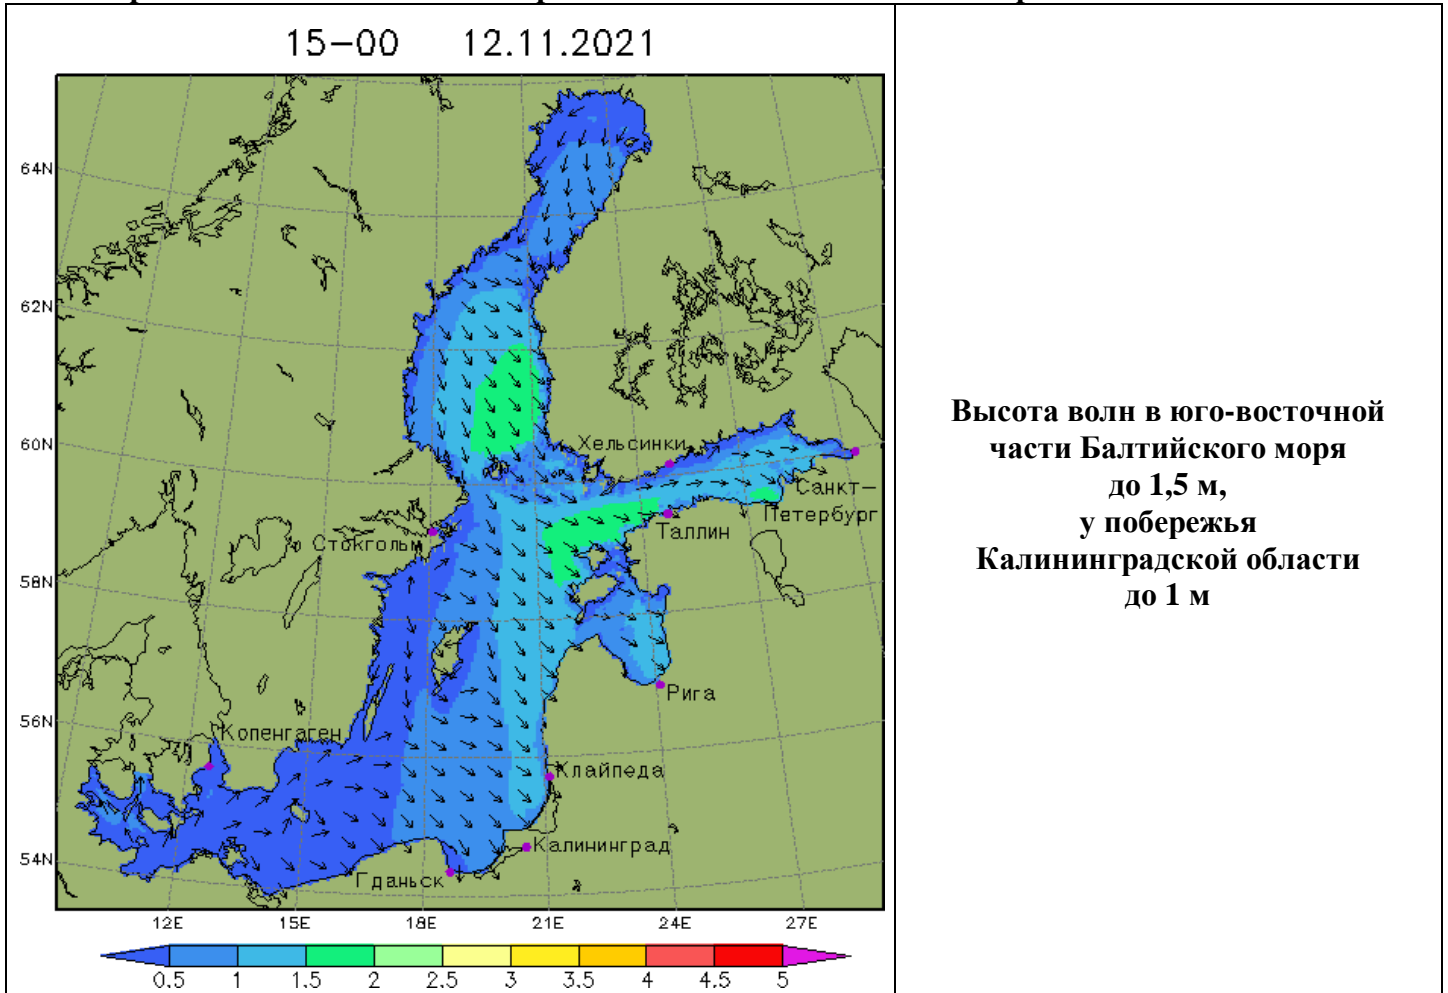 15-00 12.11.2021
64N
62N
60N
58N
56N
54N
Хельсинки
Санкт-
Петербург
Таллин
Стокгольм
Рига
Копенгаген
Клайпеда
Калининград
Гданьск
12E 15E 18E 21E 24E 27E
0.5 1 1.5 2 2.5 3 3.5 4 4.5 5
Высота волн в юго-восточной
части Балтийского моря
до 1,5 м,
у побережья
Калининградской области
до 1 м